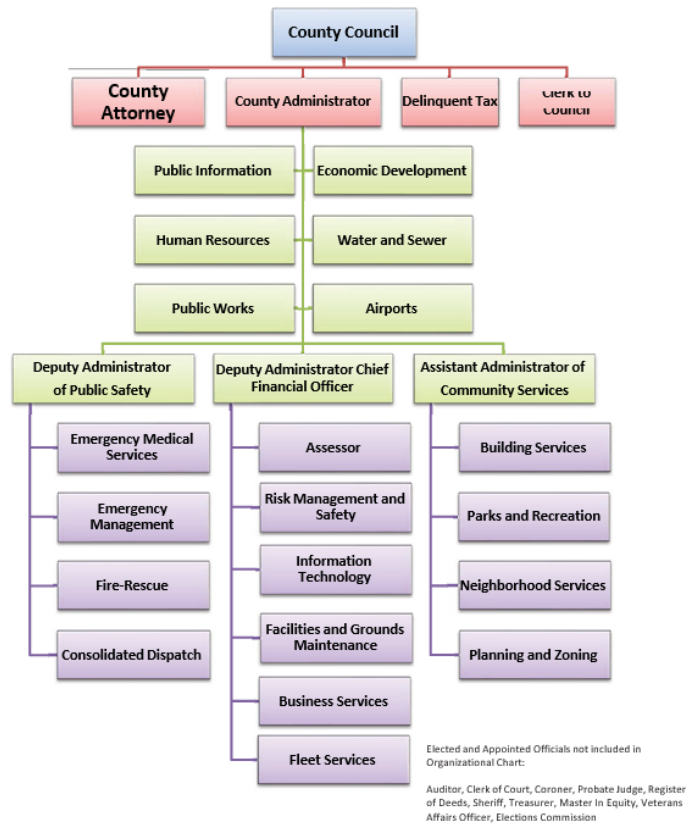 County Council
County
Attorney
County Administrator
Delinquent Tax
Clerk to
Council
Public Information
Economic Development
Human Resources
Water and Sewer
Public Works
Airports
Deputy Administrator
of Public Safety
Deputy Administrator Chief
Financial Officer
Assistant Administrator of
Community Services
Emergency Medical
Services
Emergency
Management
Fire-Rescue
Consolidated Dispatch
Assessor
Risk Management and
Safety
Information
Technology
Facilities and Grounds
Maintenance
Business Services
Fleet Services
Building Services
Parks and Recreation
Neighborhood Services
Planning and Zoning
Elected and Appointed Officials not included in
Organizational Chart:
Auditor, Clerk of Court, Coroner, Probate Judge, Register
of Deeds, Sheriff, Treasurer, Master In Equity, Veterans
Affairs Officer, Elections Commission